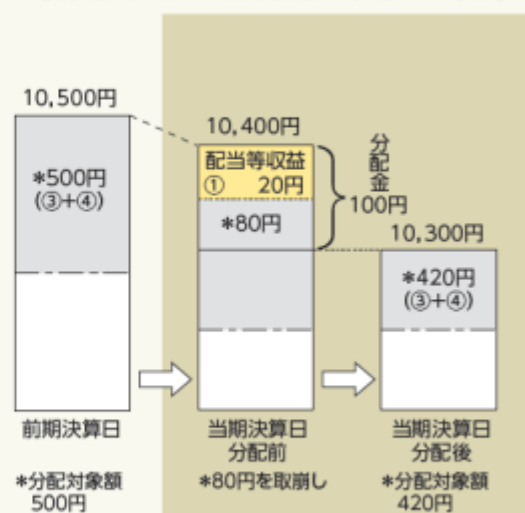 10,500円
*500円
(③+④)
前期決算日
*分配対象額
500円
10,400円
配当等収益
① 20円
*80円
分配金
100円
当期決算日
分配前
*80円を取崩し
10,300円
*420円
(③+④)
当期決算日
分配後
*分配対象額
420円